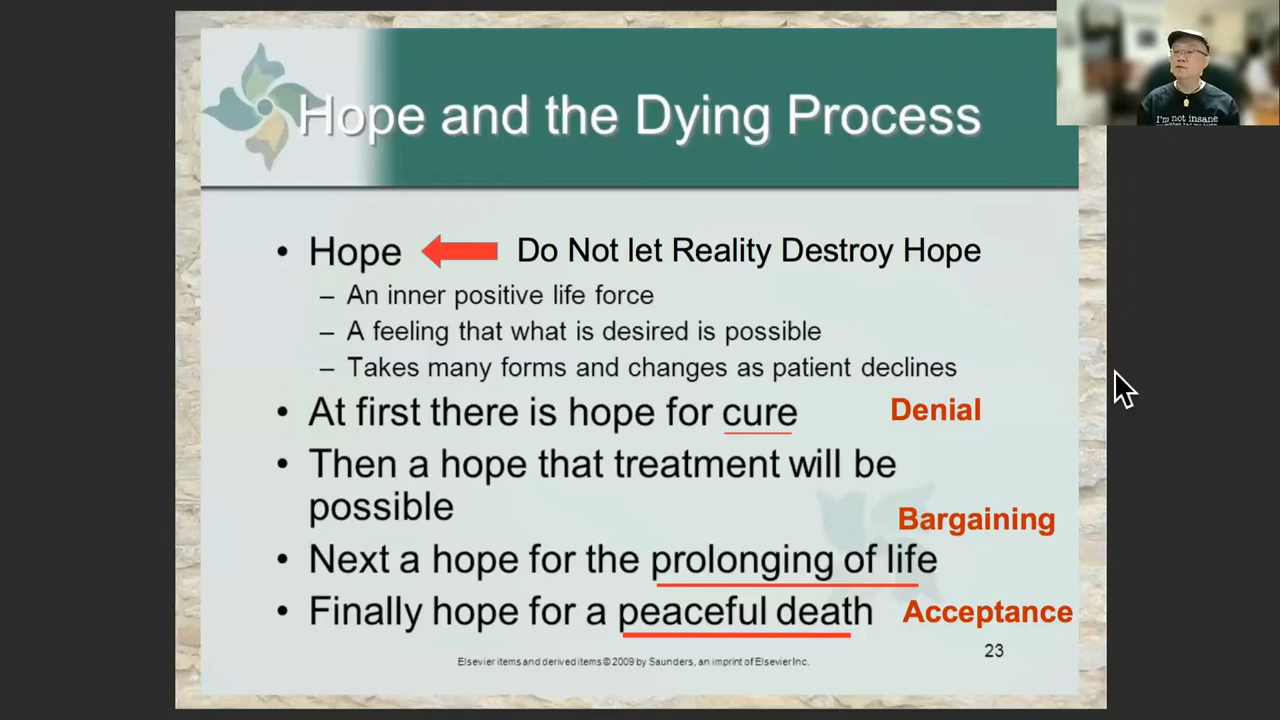 Hope and the Dying Process
I'm not insane
• Hope Do Not let Reality Destroy Hope
– An inner positive life force
– A feeling that what is desired is possible
– Takes many forms and changes as patient declines
• At first there is hope for cure Denial
• Then a hope that treatment will be
possible
Bargaining
• Next a hope for the prolonging of life
• Finally hope for a peaceful death Acceptance
23
Elsevier items and derived items © 2009 by Saunders, an imprint of Elsevier Inc.